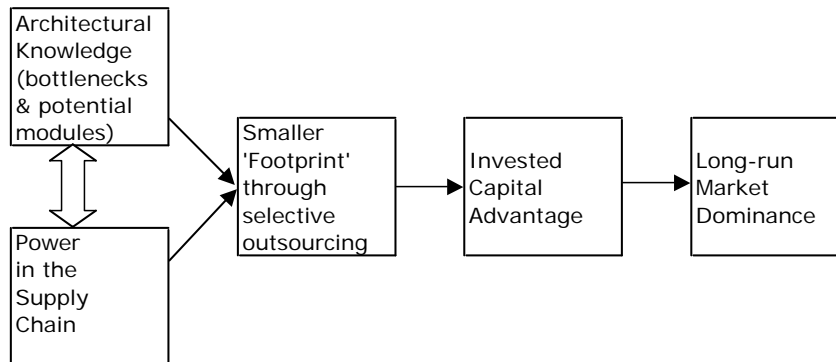 Architectural
Knowledge
(bottlenecks
& potential
modules)
Power
in the
Supply
Chain
Smaller
'Footprint'
through
selective
outsourcing
Invested
Capital
Advantage
Long-run
Market
Dominance